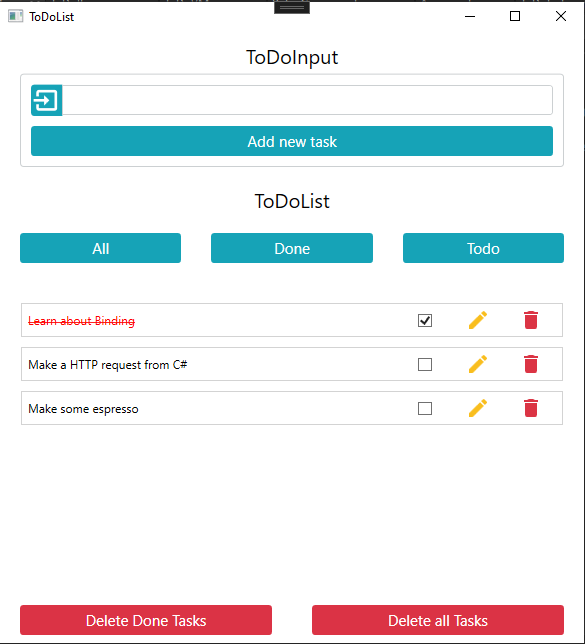 ToDoList
ToDoInput
Add new task
ToDoList
All Done Todo
Learn about Binding
Make a HTTP request from C#
Make some espresso
Delete Done Tasks Delete all Tasks